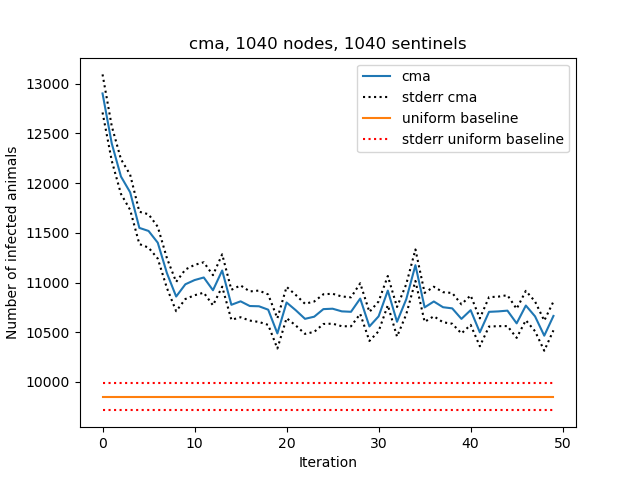 cma, 1040 nodes, 1040 sentinels
cma
stderr cma
uniform baseline
stderr uniform baseline
Number of infected animals
13000
12500
12000
11500
11000
10500
10000
0 10 20 30 40 50
Iteration